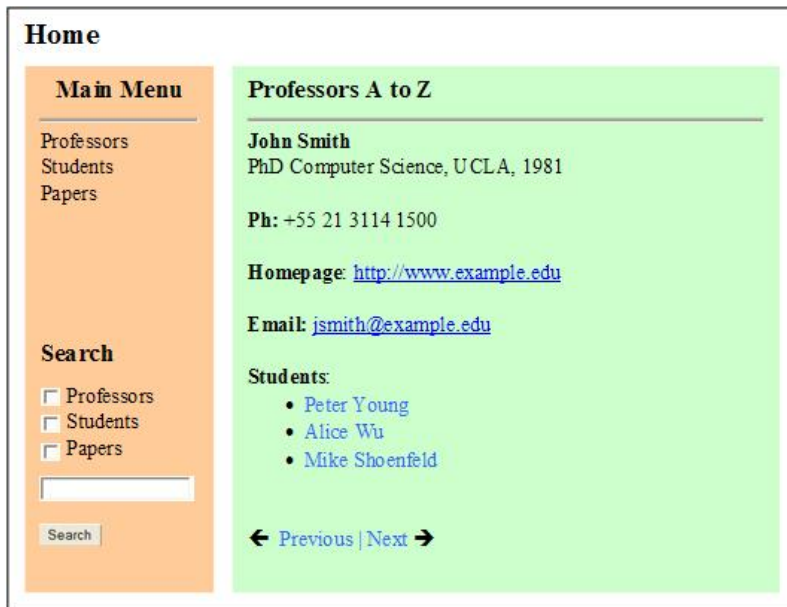 Home
Main Menu
Professors
Students
Papers
Search
Professors
Students
Papers
Search
Professors A to Z
John Smith
PhD Computer Science, UCLA, 1981
Ph: +55 21 3114 1500
Homepage: http://www.example.edu
Email: jsmith@example.edu
Students:
• Peter Young
• Alice Wu
• Mike Shoenfeld
🡸 Previous | Next 🡺